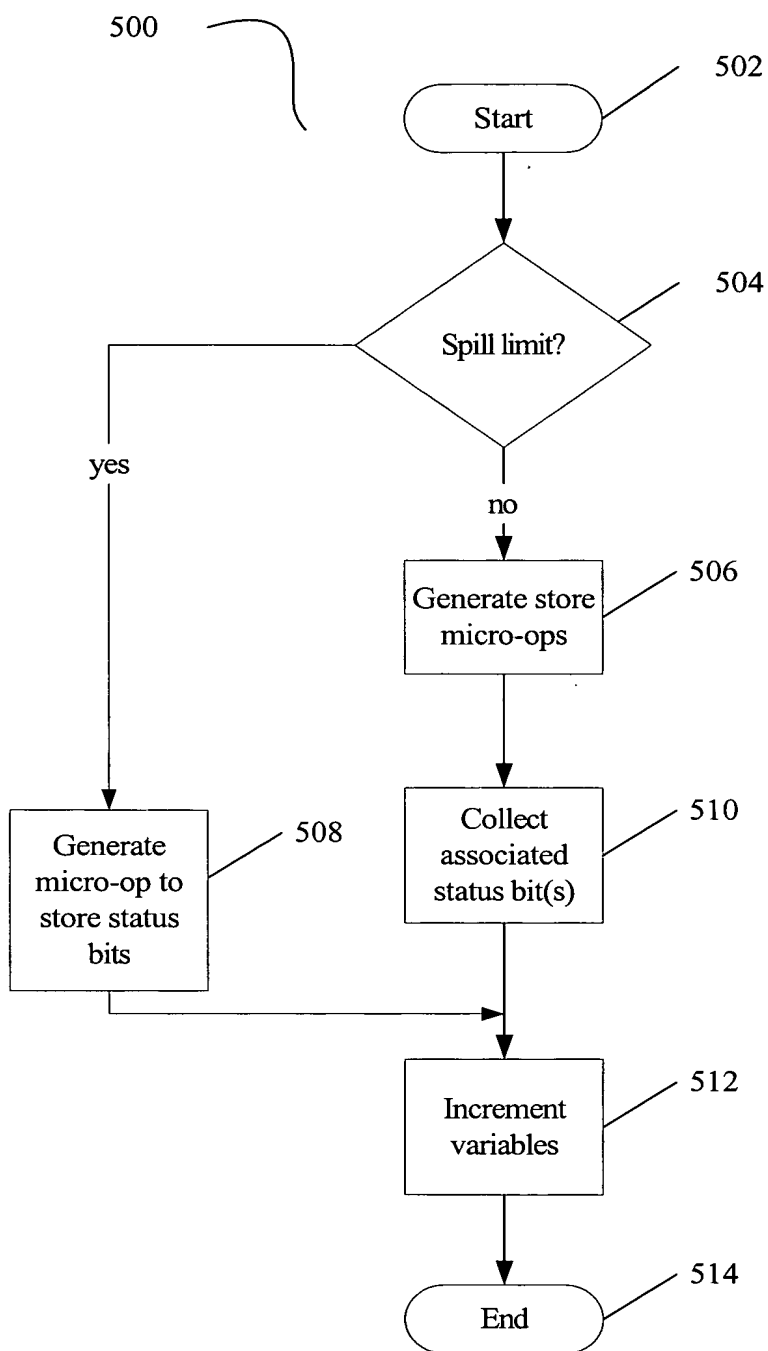 500
502
Start
504
Spill limit?
yes
no
506
Generate store
micro-ops
510
Collect
associated
status bit(s)
508
Generate
micro-op to
store status
bits
512
Increment
variables
514
End